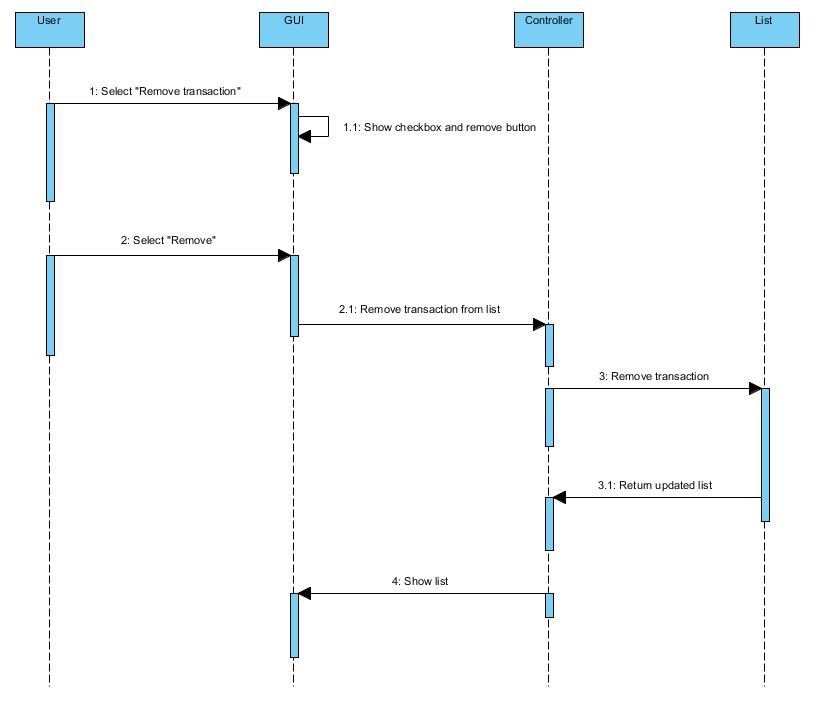 User
GUI
Controller
List
1: Select "Remove transaction"
1.1: Show checkbox and remove button
2: Select "Remove"
2.1: Remove transaction from list
3: Remove transaction
3.1: Return updated list
4: Show list